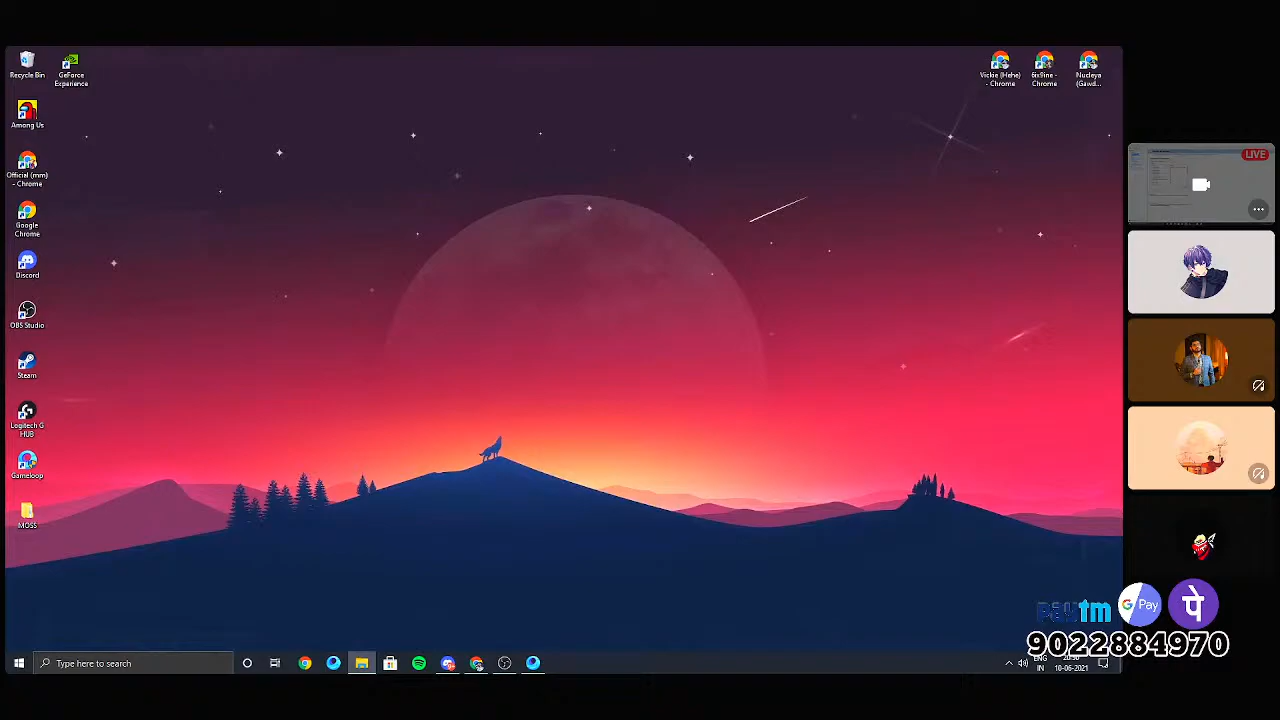 Recycle Bin
GeForce
Experience
Vickie (Hehe)
- Chrome
6ix9ine -
Chrome
Nucleya
(Gawd...
Among Us
Official (mm)
- Chrome
Google
Chrome
Discord
OBS Studio
Steam
Logitech G
HUB
Gameloop
MOSS
LIVE
paytm
G Pay
पे
9022884970
Type here to search
ENG
IN
10-06-2021